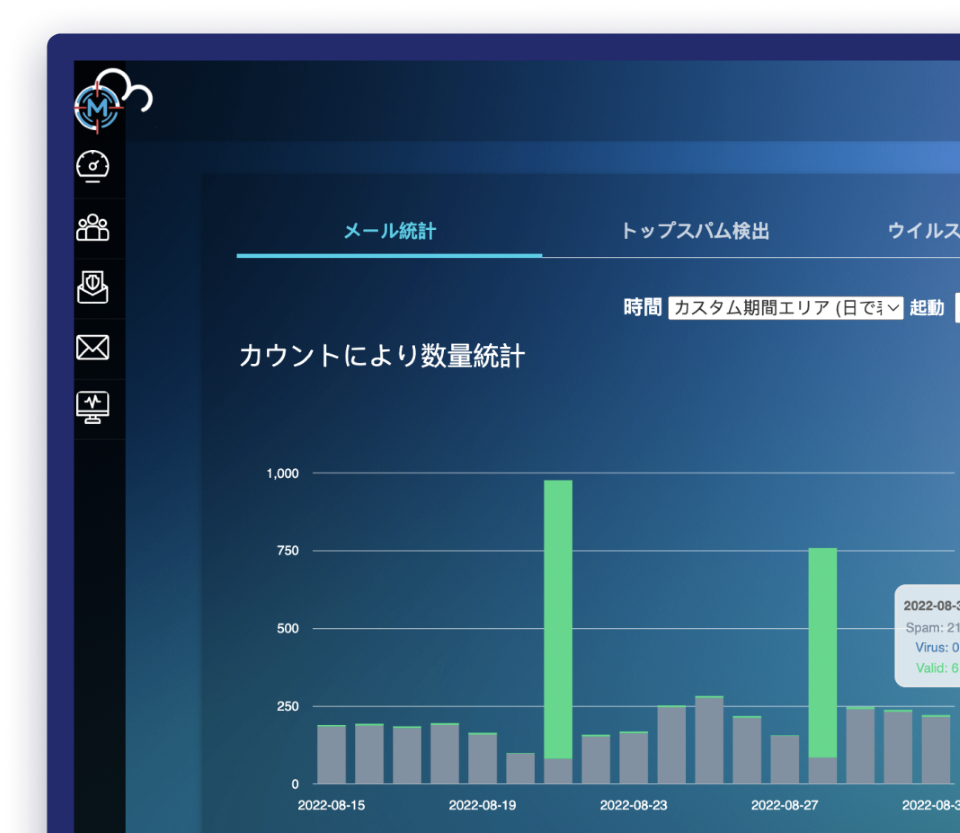 メール統計 トップスパム検出 ウイルス
時間 カスタム期間エリア (日で 起動
カウントにより数量統計
1,000
750
500
250
0
2022-08-3
Spam: 21
Virus: 0
Valid: 6
2022-08-15 2022-08-19 2022-08-23 2022-08-27 2022-08-3
M